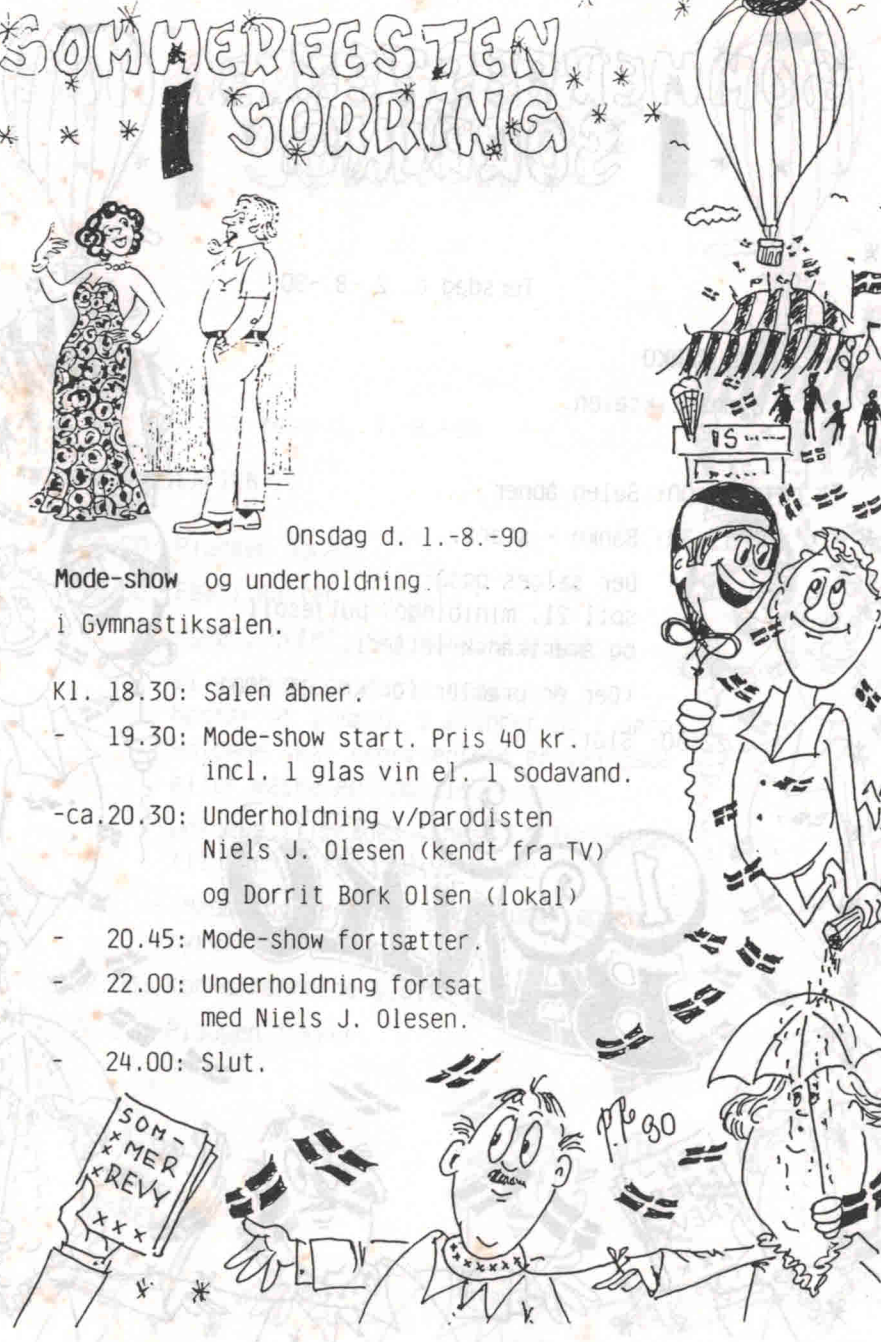 SOMMERFESTEN
I SORRING
IS
Onsdag d. 1.-8.-90
Mode-show og underholdning
i Gymnastiksalen.
Kl. 18.30: Salen åbner.
- 19.30: Mode-show start. Pris 40 kr.
incl. 1 glas vin el. 1 sodavand.
-ca.20.30: Underholdning v/parodisten
Niels J. Olesen (kendt fra TV)
og Dorrit Bork Olsen (lokal)
- 20.45: Mode-show fortsætter.
- 22.00: Underholdning fortsat
med Niels J. Olesen.
- 24.00: Slut.
SOM-
MER
REVY
XXX
P.P 90